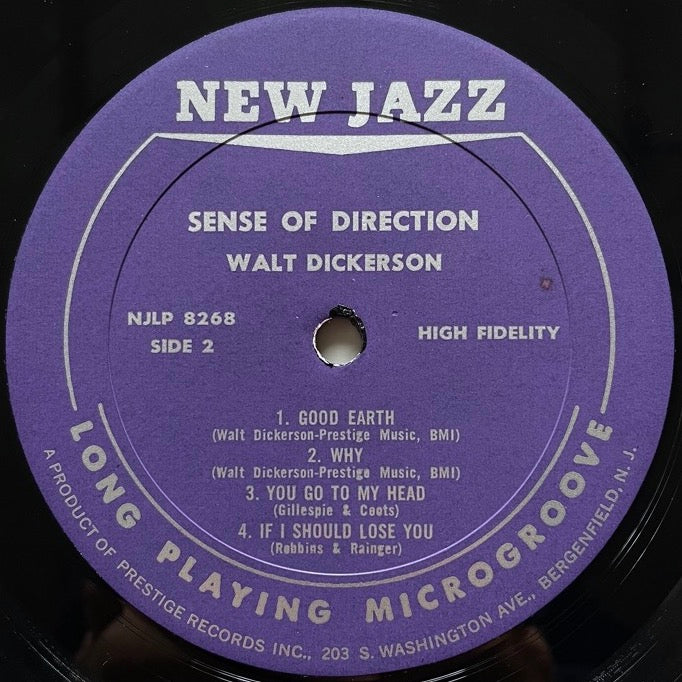 NEW JAZZ
SENSE OF DIRECTION
WALT DICKERSON
NJLP 8268
SIDE 2
HIGH FIDELITY
1. GOOD EARTH
(Walt Dickerson-Prestige Music, BMI)
2. WHY
(Walt Dickerson-Prestige Music, BMI)
3. YOU GO TO MY HEAD
(Gillespie & Coots)
4. IF I SHOULD LOSE YOU
(Robbins & Rainger)
LONG PLAYING MICROGROOVE
A PRODUCT OF PRESTIGE RECORDS INC., 203 S. WASHINGTON AVE., BERGENFIELD, N. J.